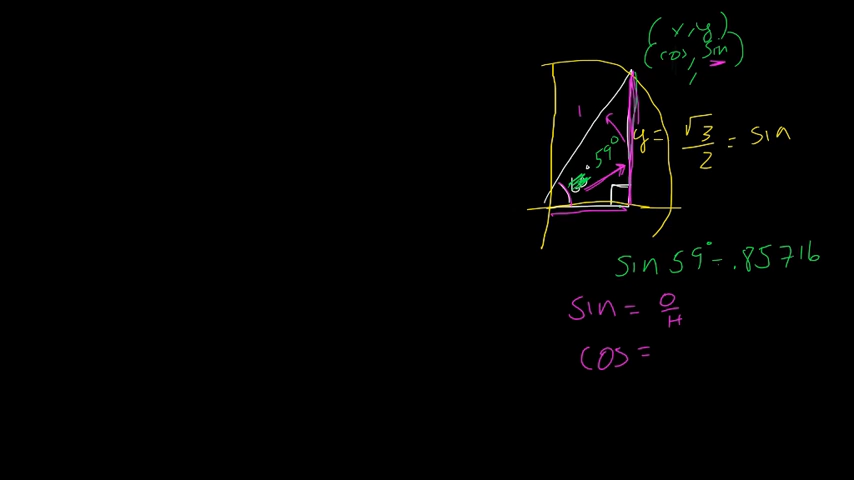 (x,y)
(cos, sin)
,
1
y = √3/2 = sin
59°
sin 59° = .85716
sin = O/H
cos =